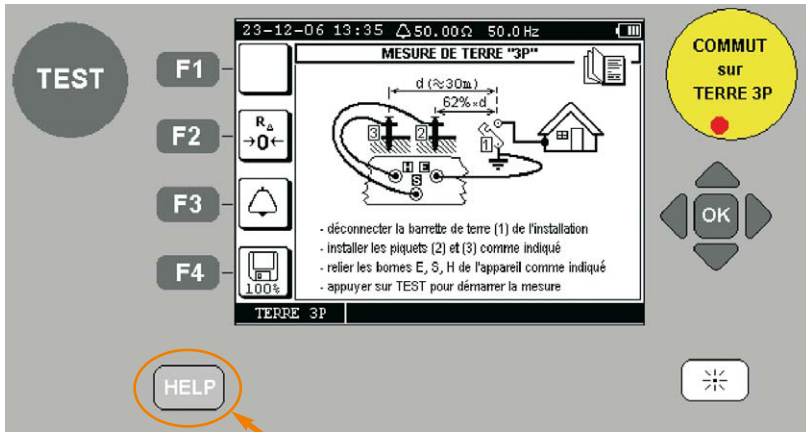 23-12-06 13:35 50.00Ω 50.0Hz
MESURE DE TERRE "3P"
TEST
F1
F2
F3
F4
R△
→0←
100%
d (≈30m)
62%×d
3
2
1
H E
S
- déconnecter la barrette de terre (1) de l'installation
- installer les piquets (2) et (3) comme indiqué
- relier les bornes E, S, H de l'appareil comme indiqué
- appuyer sur TEST pour démarrer la mesure
TERRE 3P
COMMUT
sur
TERRE 3P
OK
HELP